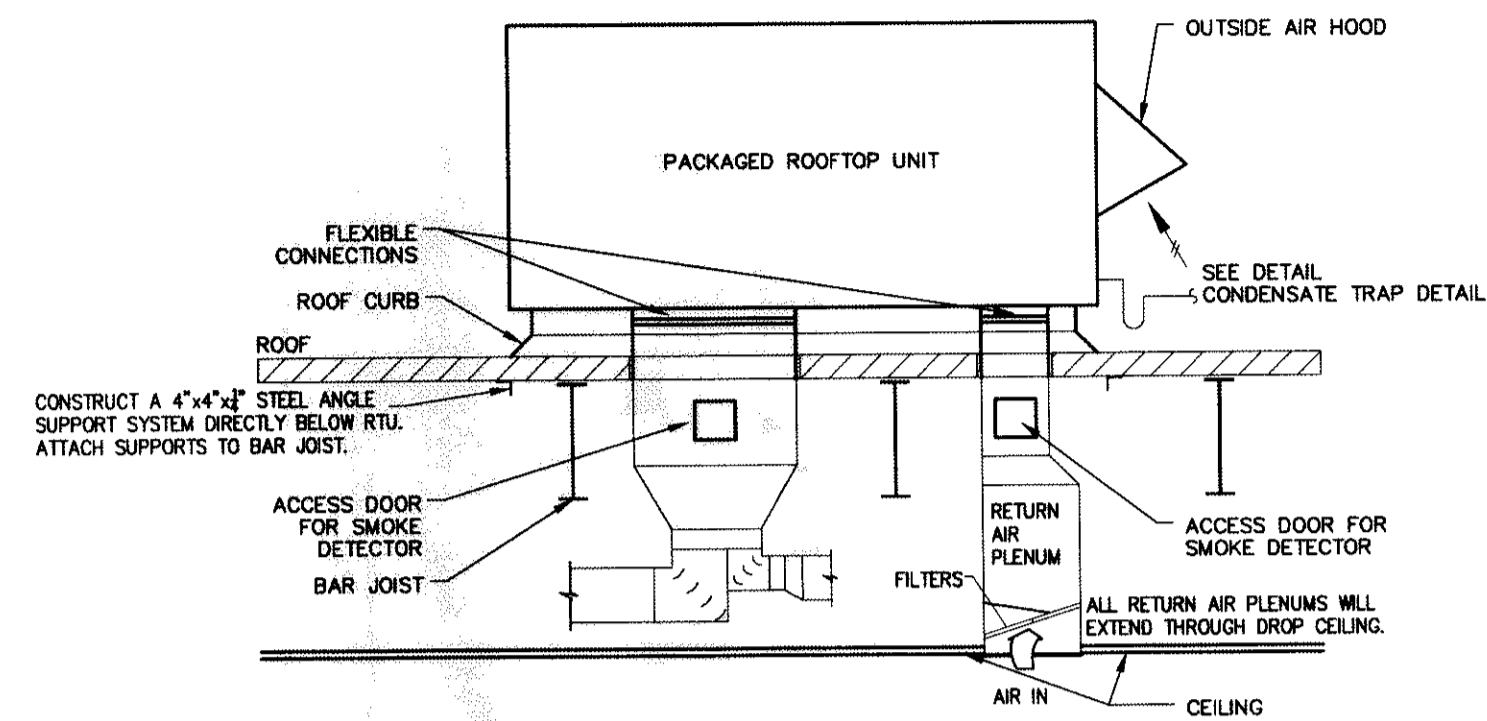 OUTSIDE AIR HOOD
PACKAGED ROOFTOP UNIT
FLEXIBLE
CONNECTIONS
SEE DETAIL
CONDENSATE TRAP DETAIL
ROOF CURB
ROOF
CONSTRUCT A 4"x4"x¼" STEEL ANGLE
SUPPORT SYSTEM DIRECTLY BELOW RTU.
ATTACH SUPPORTS TO BAR JOIST.
ACCESS DOOR
FOR SMOKE
DETECTOR
BAR JOIST
RETURN
AIR
PLENUM
ACCESS DOOR FOR
SMOKE DETECTOR
FILTERS
ALL RETURN AIR PLENUMS WILL
EXTEND THROUGH DROP CEILING.
AIR IN
CEILING